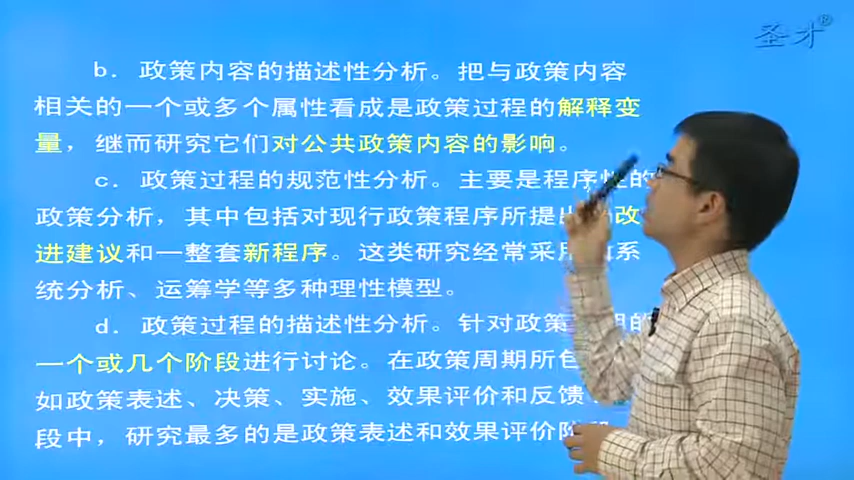 圣才®
b. 政策内容的描述性分析。把与政策内容
相关的一个或多个属性看成是政策过程的解释变
量，继而研究它们对公共政策内容的影响。
c. 政策过程的规范性分析。主要是程序性的
政策分析，其中包括对现行政策程序所提出 改
进建议和一整套新程序。这类研究经常采用 系
统分析、运筹学等多种理性模型。
d. 政策过程的描述性分析。针对政策 期的
一个或几个阶段进行讨论。在政策周期所包
如政策表述、决策、实施、效果评价和反馈
段中，研究最多的是政策表述和效果评价阶段